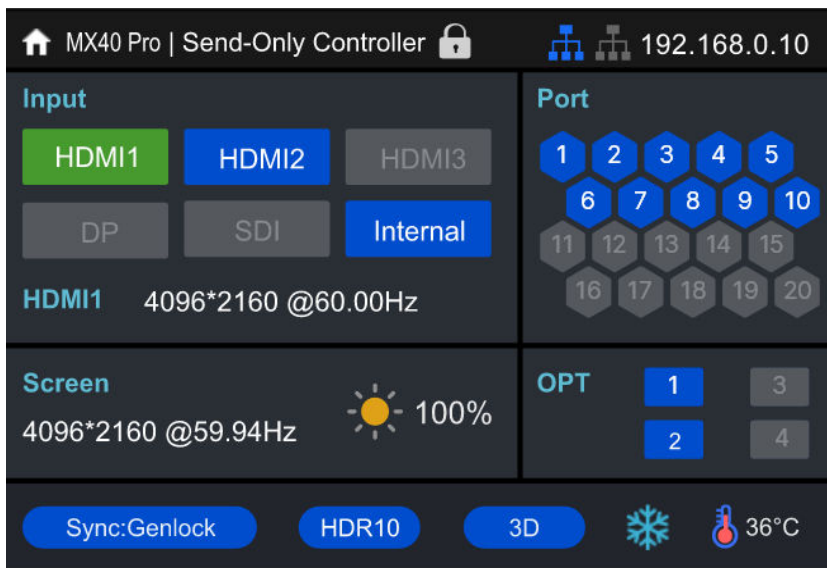 MX40 Pro | Send-Only Controller 192.168.0.10
Input
HDMI1 HDMI2 HDMI3
DP SDI Internal
HDMI1 4096*2160 @60.00Hz
Port
1 2 3 4 5
6 7 8 9 10
11 12 13 14 15
16 17 18 19 20
Screen
4096*2160 @59.94Hz 100%
OPT
1 3
2 4
Sync:Genlock HDR10 3D 36°C